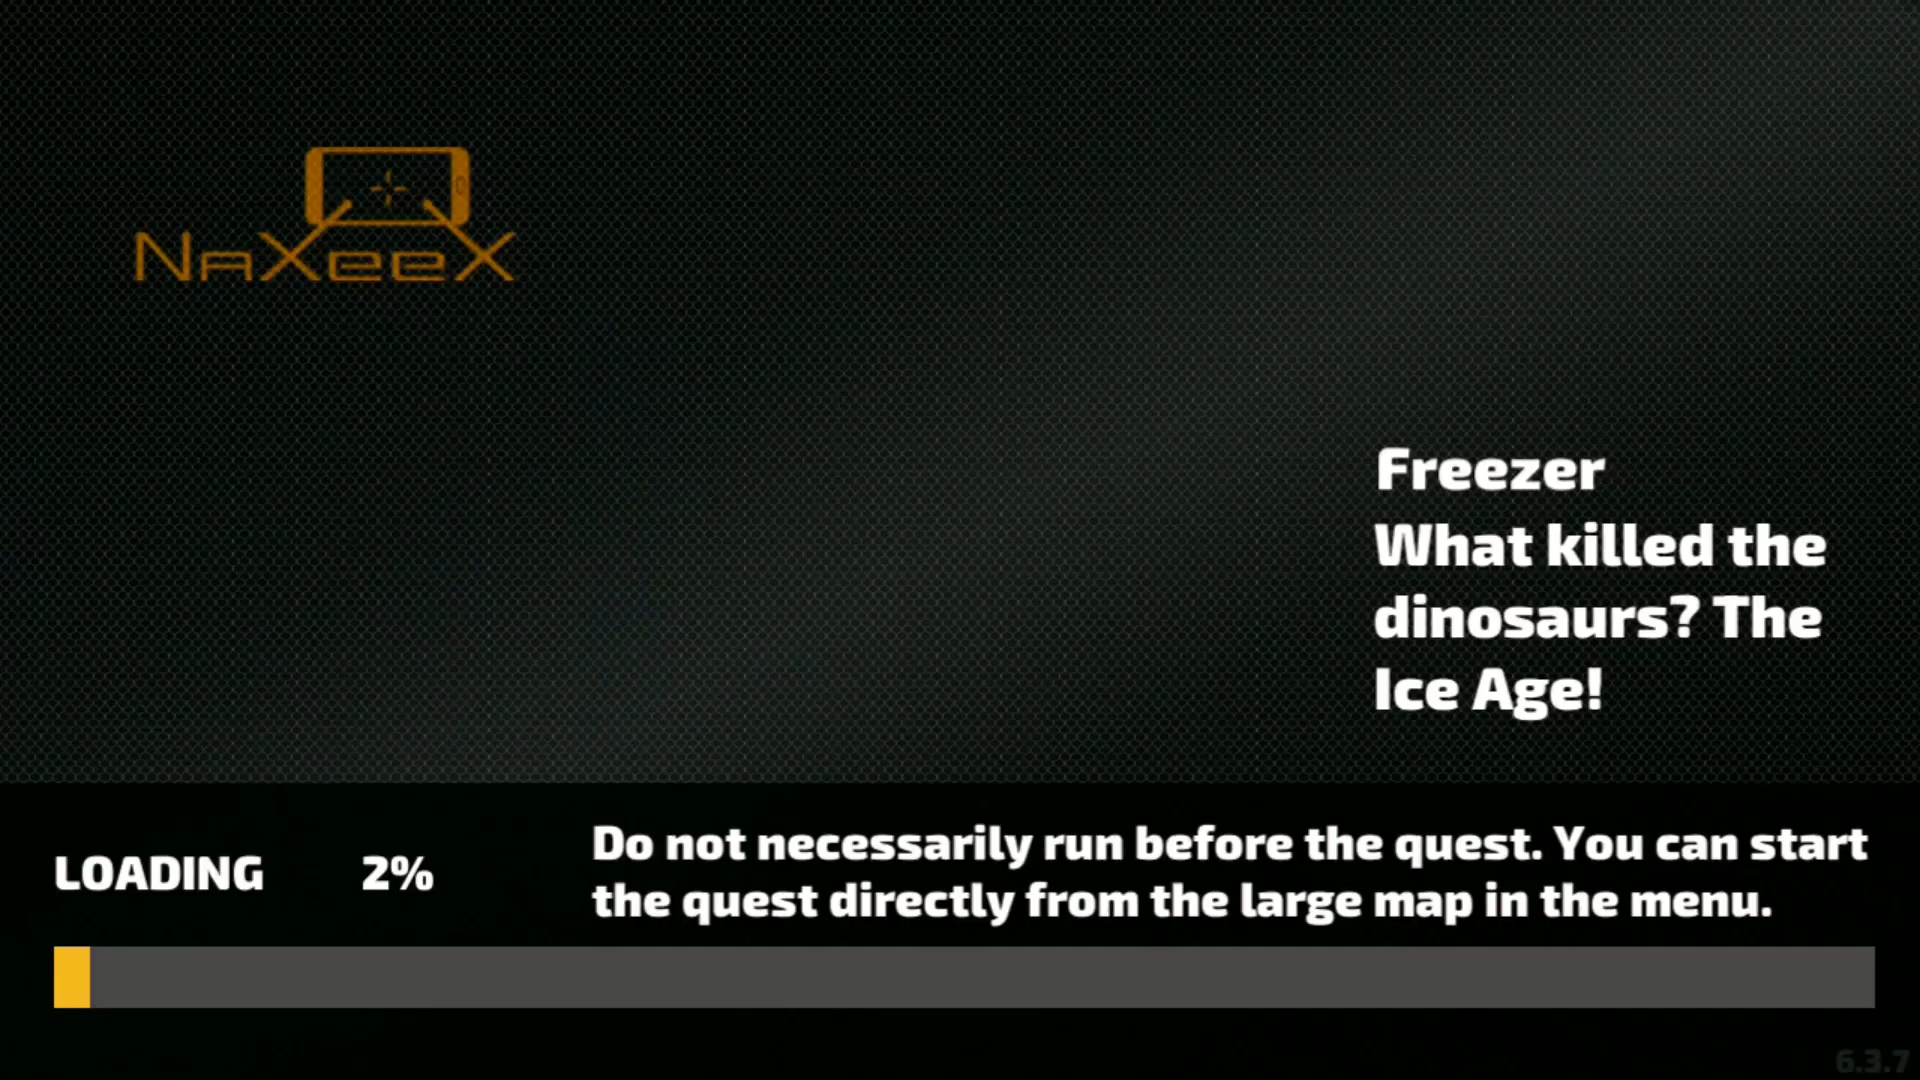 NAXeeX
Freezer
What killed the
dinosaurs? The
Ice Age!
LOADING 2%
Do not necessarily run before the quest. You can start
the quest directly from the large map in the menu.
6.3.7